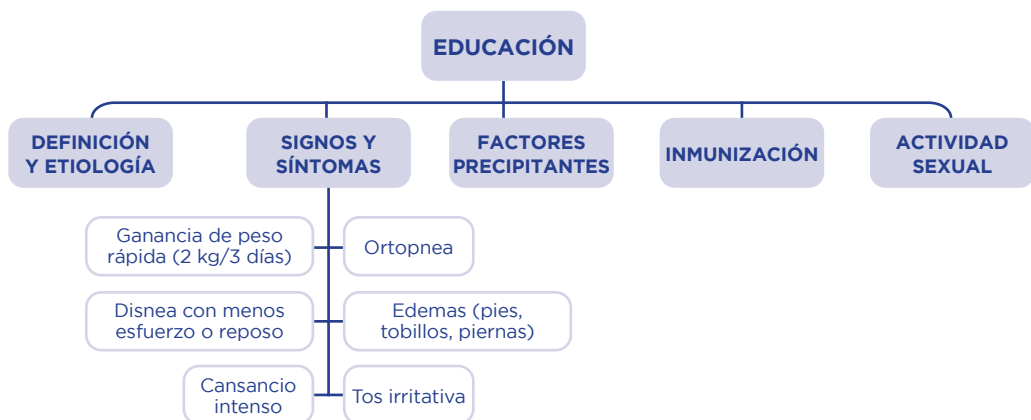 EDUCACIÓN
DEFINICIÓN
Y ETIOLOGÍA
SIGNOS Y
SÍNTOMAS
FACTORES
PRECIPITANTES
INMUNIZACIÓN
ACTIVIDAD
SEXUAL
Ganancia de peso
rápida (2 kg/3 días)
Ortopnea
Disnea con menos
esfuerzo o reposo
Edemas (pies,
tobillos, piernas)
Cansancio
intenso
Tos irritativa